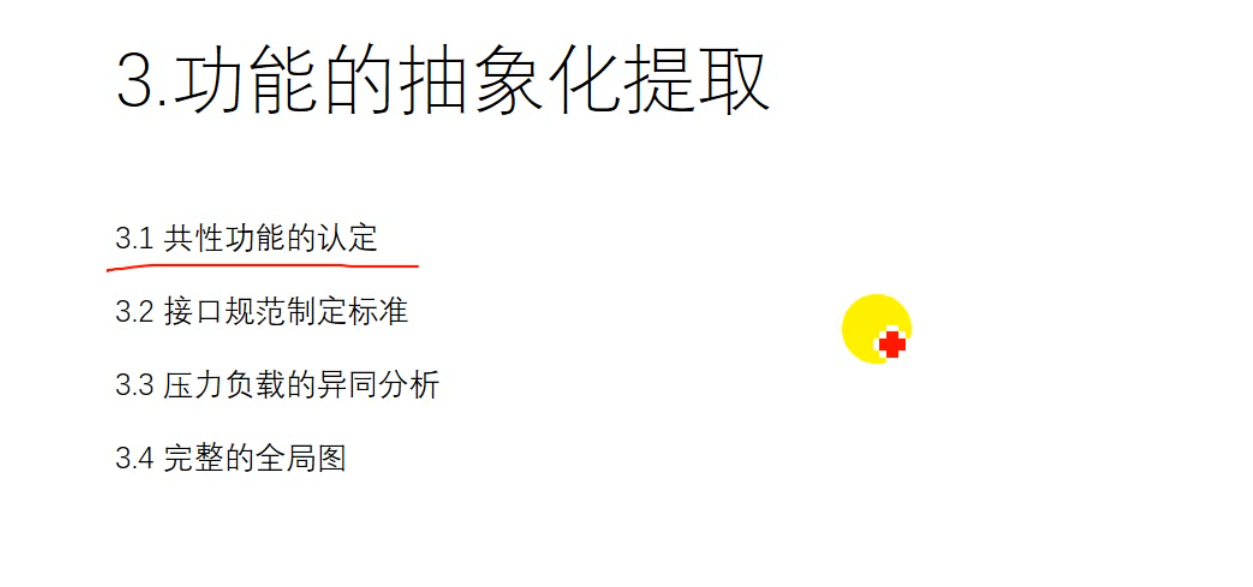 3.功能的抽象化提取
3.1 共性功能的认定
3.2 接口规范制定标准
3.3 压力负载的异同分析
3.4 完整的全局图